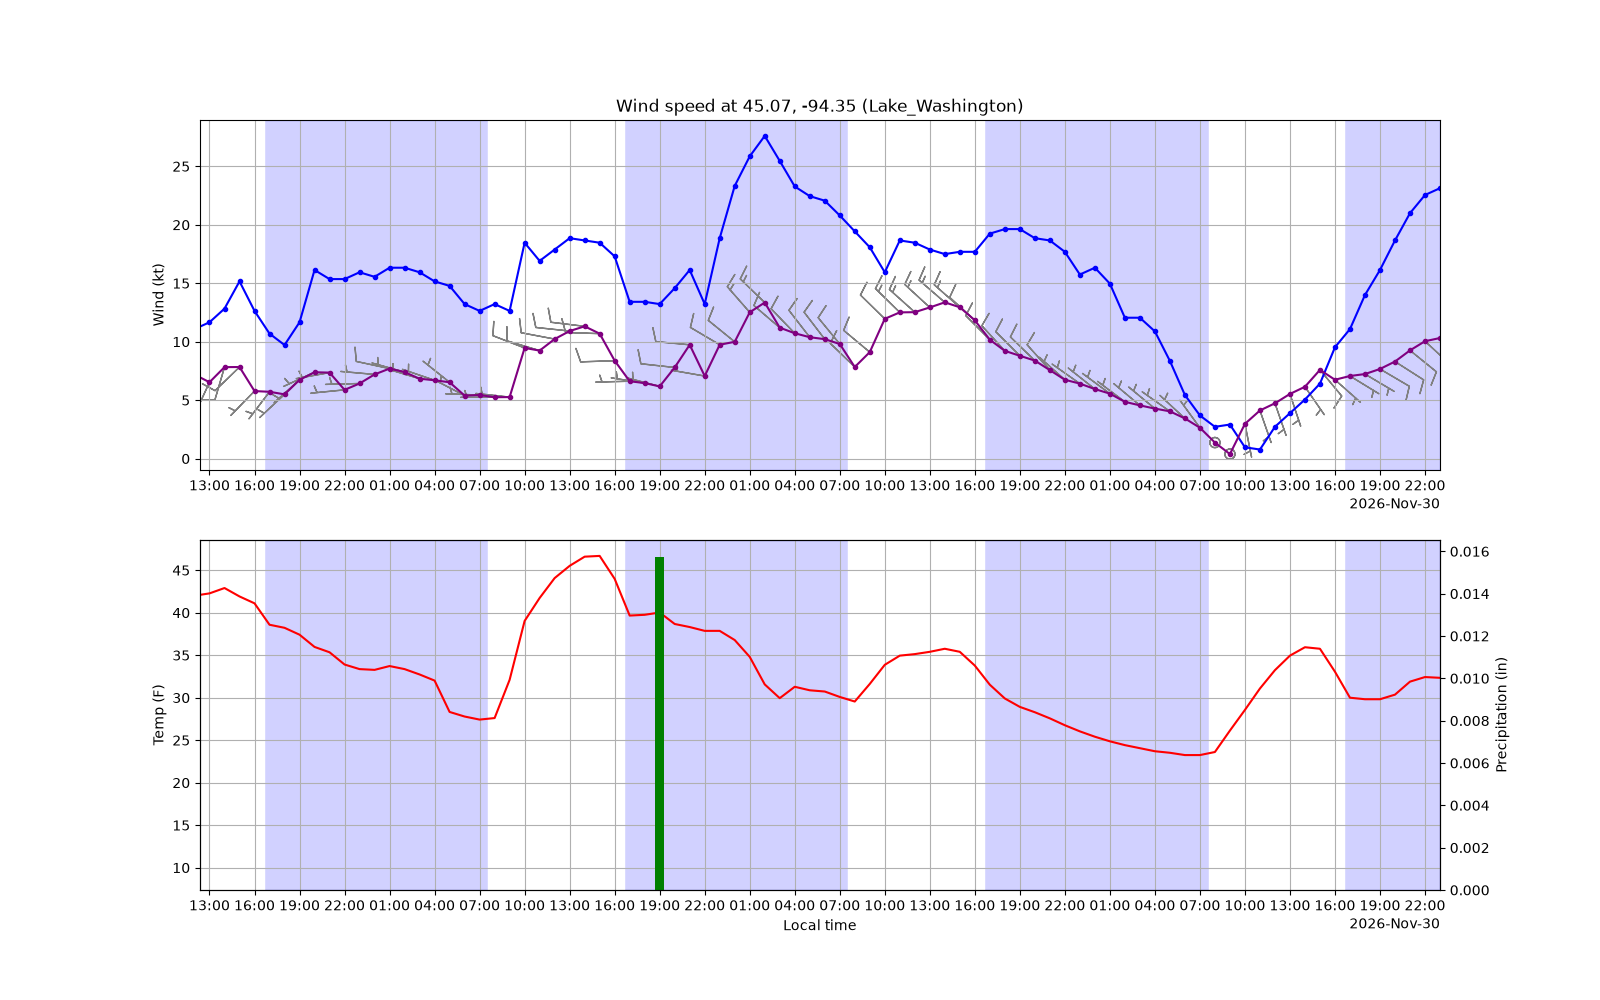 Wind speed at 45.07, -94.35 (Lake_Washington)
Wind (kt)
25
20
15
10
5
0
13:00 16:00 19:00 22:00 01:00 04:00 07:00 10:00 13:00 16:00 19:00 22:00 01:00 04:00 07:00 10:00 13:00 16:00 19:00 22:00 01:00 04:00 07:00 10:00 13:00 16:00 19:00 22:00
2026-Nov-30
Temp (F)
45
40
35
30
25
20
15
10
Precipitation (in)
0.016
0.014
0.012
0.010
0.008
0.006
0.004
0.002
0.000
13:00 16:00 19:00 22:00 01:00 04:00 07:00 10:00 13:00 16:00 19:00 22:00 01:00 04:00 07:00 10:00 13:00 16:00 19:00 22:00 01:00 04:00 07:00 10:00 13:00 16:00 19:00 22:00
Local time
2026-Nov-30